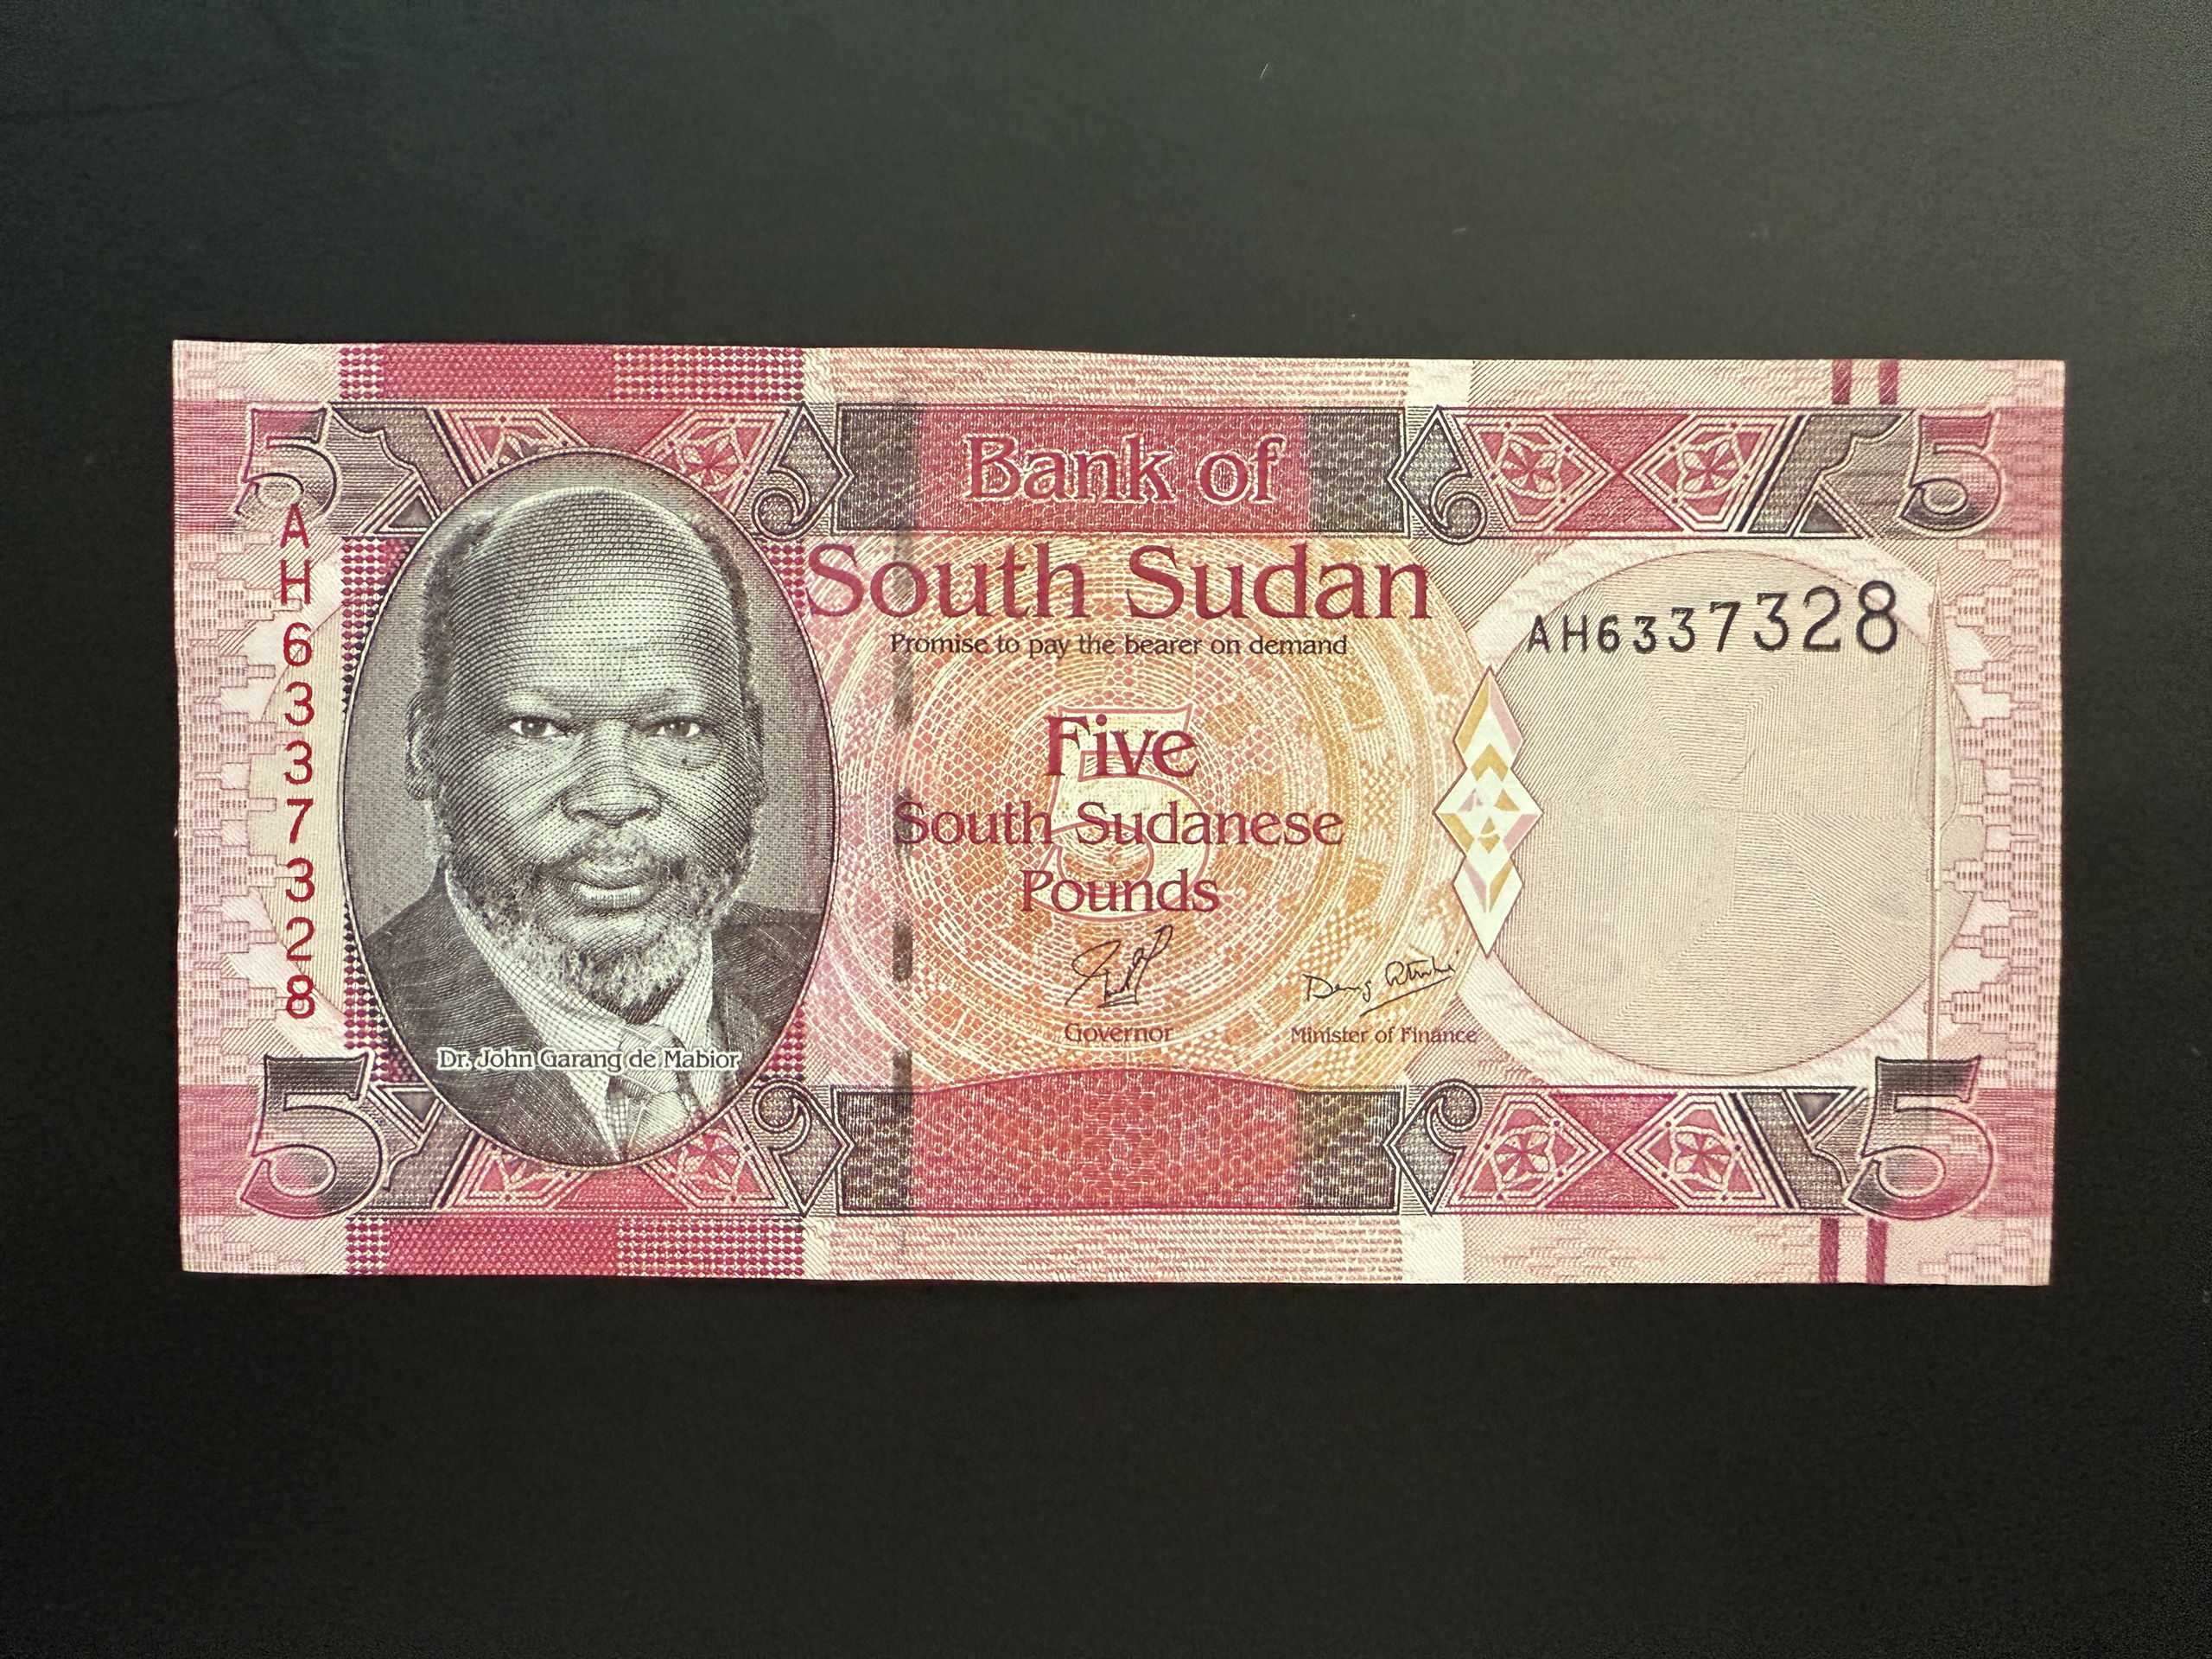 5
5
Bank of
South Sudan
Promise to pay the bearer on demand
AH6337328
AH6337328
Five
5
South Sudanese
Pounds
Governor
Minister of Finance
Dr. John Garang de Mabior
5
5